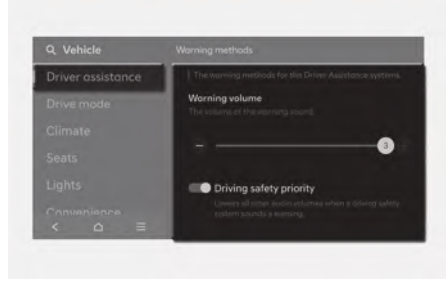 Vehicle
Warning methods
Driver assistance
The warning methods for the Driver Assistance systems.
Drive mode
Warning volume
The volume of the warning sound.
Climate
3
Seats
Driving safety priority
Lights
Lowers all other audio volumes when a driving safety
system sounds a warning.
Convenience